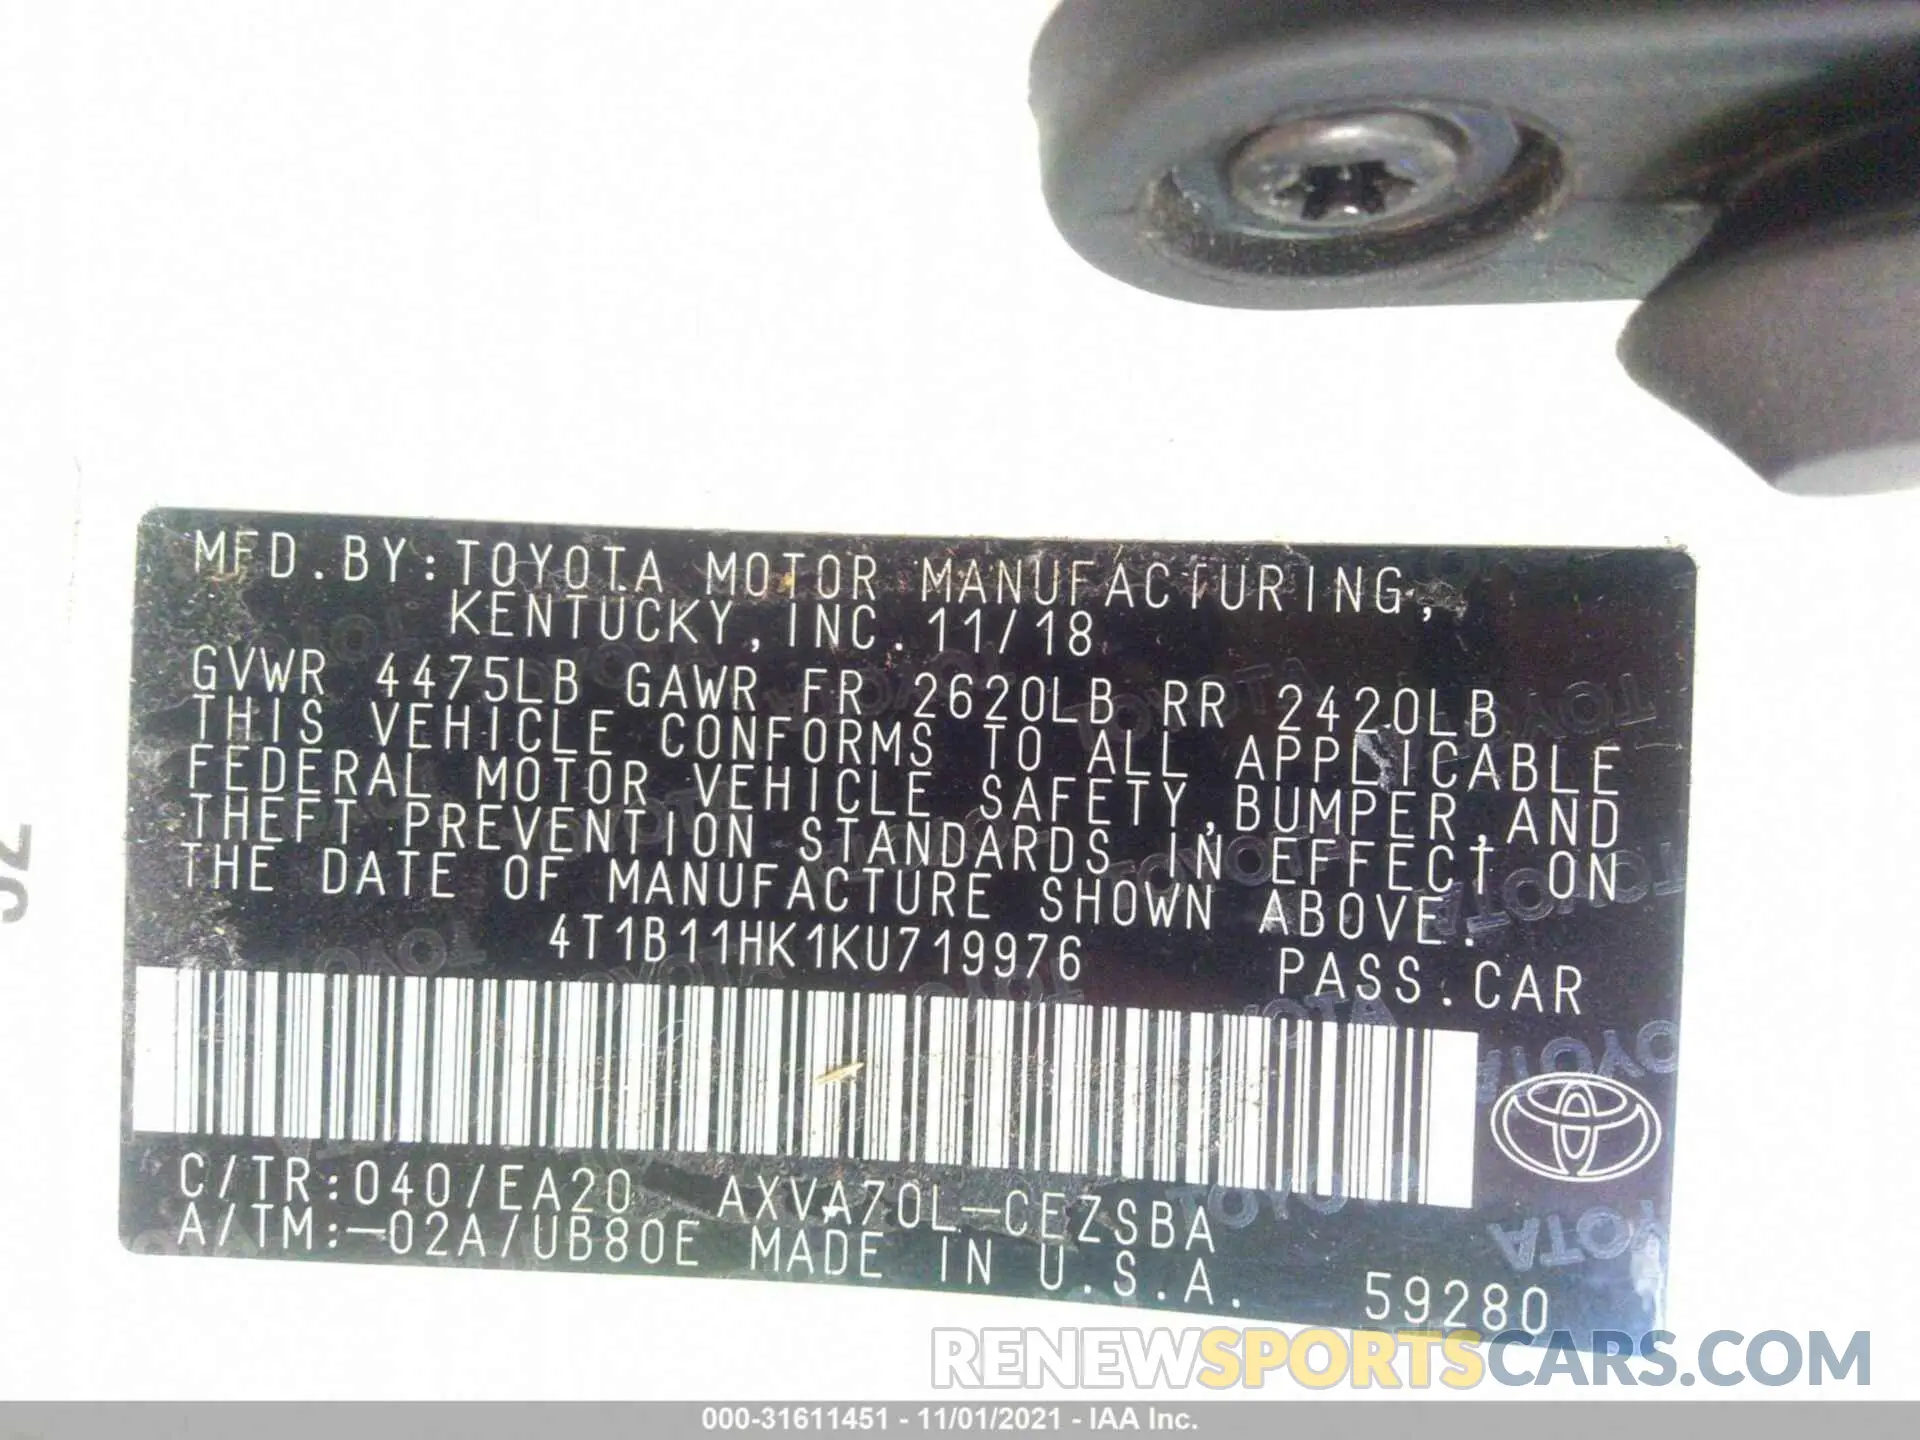 MFD.BY:TOYOTA MOTOR MANUFACTURING,
KENTUCKY,INC.11/18
GVWR 4475LB GAWR FR 2620LB RR 2420LB
THIS VEHICLE CONFORMS TO ALL APPLICABLE
FEDERAL MOTOR VEHICLE SAFETY,BUMPER,AND
THEFT PREVENTION STANDARDS IN EFFECT ON
THE DATE OF MANUFACTURE SHOWN ABOVE.
4T1B11HK1KU719976 PASS.CAR
C/TR:040/EA20 AXVA70L-CEZSBA
A/TM:-02A/UB80E MADE IN U.S.A.
59280
RENEWSPORTSCARS.COM
000-31611451 - 11/01/2021 - IAA Inc.